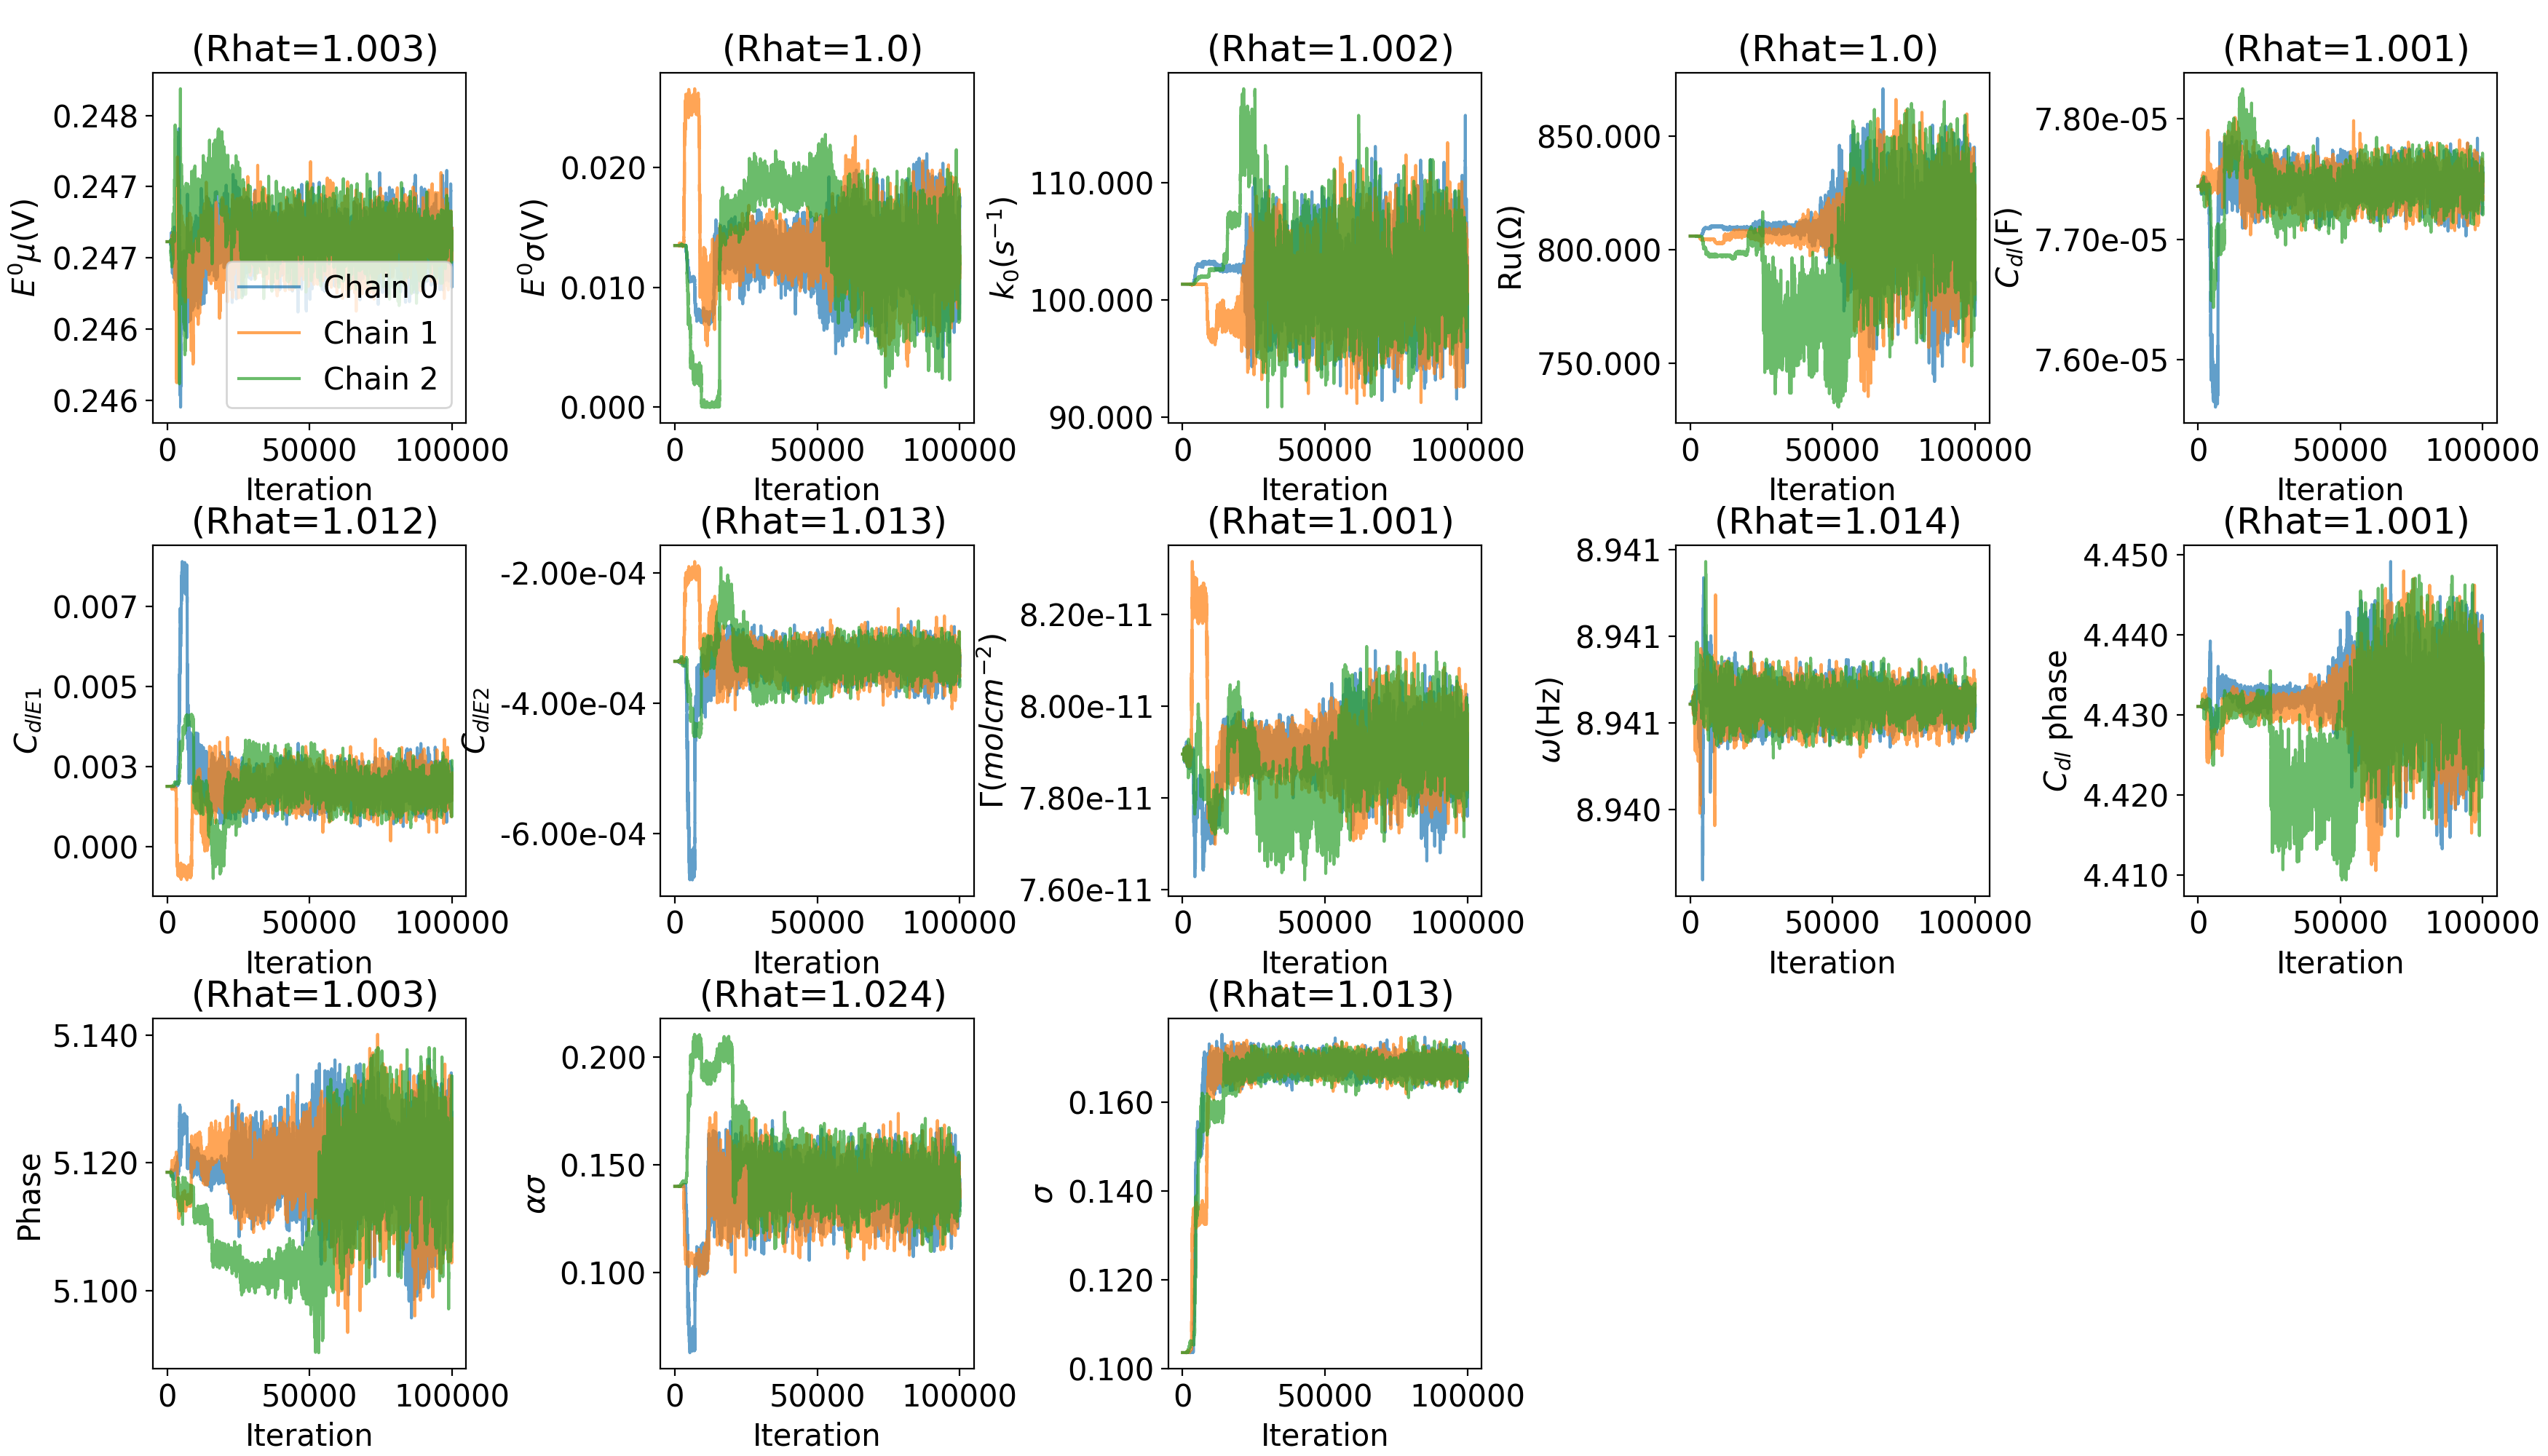 (Rhat=1.003)
(Rhat=1.0)
(Rhat=1.002)
(Rhat=1.0)
(Rhat=1.001)
0.248
0.247
0.247
0.246
0.246
E⁰μ(V)
Chain 0
Chain 1
Chain 2
0 50000 100000
Iteration
0.020
0.010
0.000
E⁰σ(V)
0 50000 100000
Iteration
110.000
100.000
90.000
k₀(s⁻¹)
0 50000 100000
Iteration
850.000
800.000
750.000
Ru(Ω)
0 50000 100000
Iteration
7.80e-05
7.70e-05
7.60e-05
C_dl(F)
0 50000 100000
Iteration
(Rhat=1.012)
(Rhat=1.013)
(Rhat=1.001)
(Rhat=1.014)
(Rhat=1.001)
0.007
0.005
0.003
0.000
C_dlE1
0 50000 100000
Iteration
-2.00e-04
-4.00e-04
-6.00e-04
C_dlE2
0 50000 100000
Iteration
8.20e-11
8.00e-11
7.80e-11
7.60e-11
Γ(molcm⁻²)
0 50000 100000
Iteration
8.941
8.941
8.941
8.940
ω(Hz)
0 50000 100000
Iteration
4.450
4.440
4.430
4.420
4.410
C_dl phase
0 50000 100000
Iteration
(Rhat=1.003)
(Rhat=1.024)
(Rhat=1.013)
5.140
5.120
5.100
Phase
0 50000 100000
Iteration
0.200
0.150
0.100
ασ
0 50000 100000
Iteration
0.160
0.140
0.120
0.100
σ
0 50000 100000
Iteration